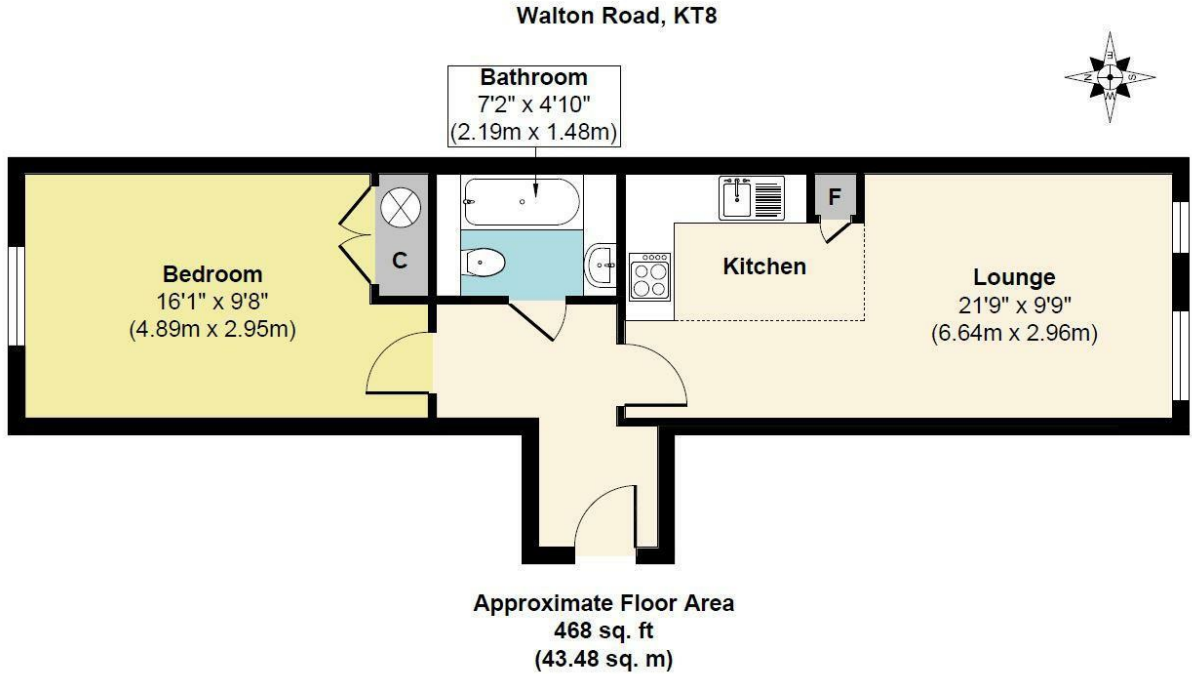 Walton Road, KT8
E
N
S
W
Bathroom
7'2" x 4'10"
(2.19m x 1.48m)
F
C
Bedroom
16'1" x 9'8"
(4.89m x 2.95m)
Kitchen
Lounge
21'9" x 9'9"
(6.64m x 2.96m)
Approximate Floor Area
468 sq. ft
(43.48 sq. m)